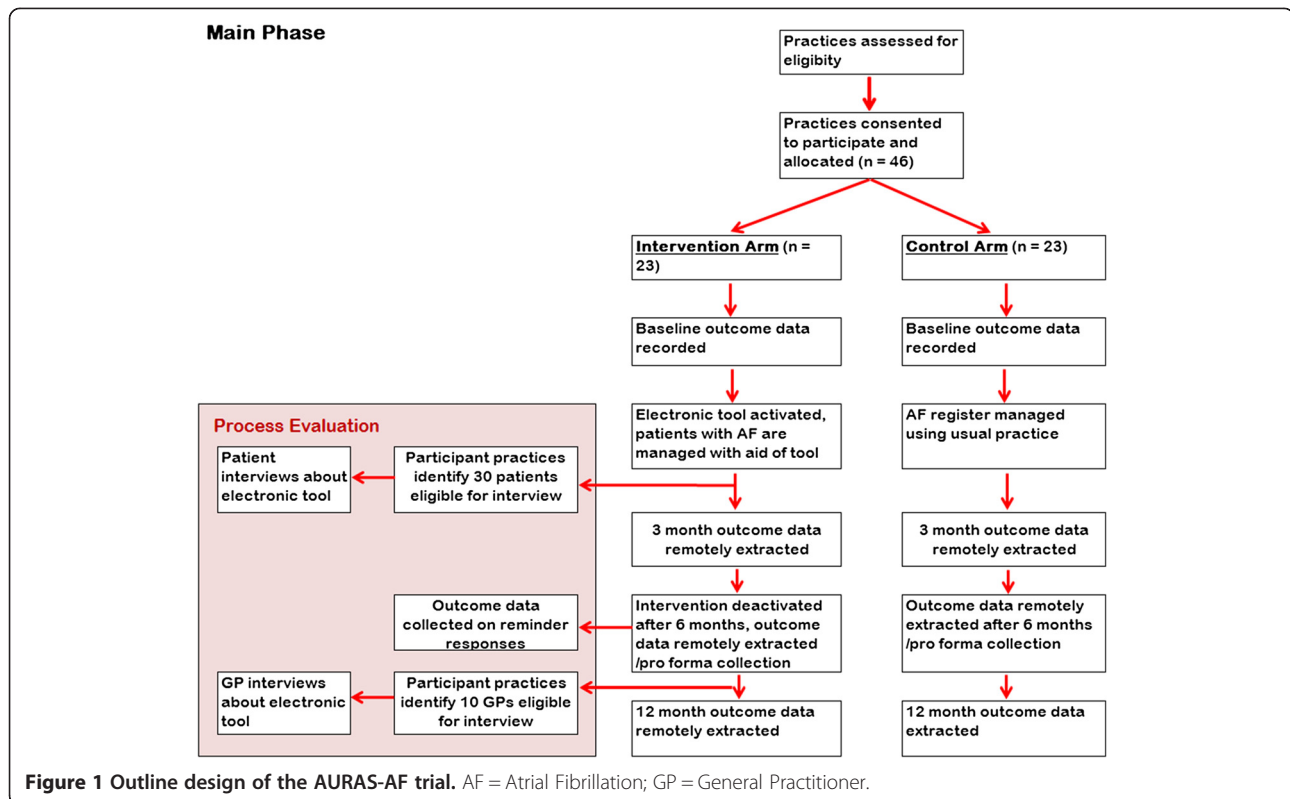 Main Phase
Practices assessed for
eligibity
Practices consented
to participate and
allocated (n = 46)
Intervention Arm (n =
23)
Control Arm (n = 23)
Baseline outcome data
recorded
Baseline outcome data
recorded
Electronic tool activated,
patients with AF are
managed with aid of tool
AF register managed
using usual practice
Process Evaluation
Patient
interviews about
electronic tool
Participant practices
identify 30 patients
eligible for interview
3 month outcome data
remotely extracted
3 month outcome data
remotely extracted
Outcome data
collected on reminder
responses
Intervention deactivated
after 6 months, outcome
data remotely extracted
/pro forma collection
Outcome data remotely
extracted after 6 months
/pro forma collection
GP interviews
about electronic
tool
Participant practices
identify 10 GPs eligible
for interview
12 month outcome data
remotely extracted
12 month outcome data
extracted
Figure 1 Outline design of the AURAS-AF trial. AF = Atrial Fibrillation; GP = General Practitioner.